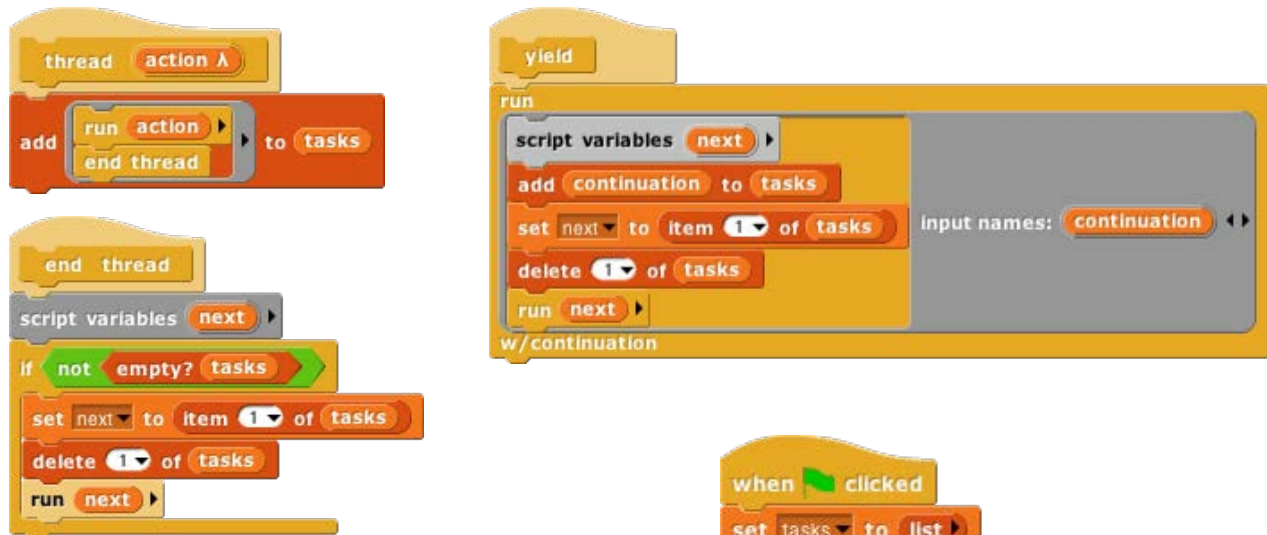 thread action λ
add run action
end thread to tasks
end thread
script variables next
if not empty? tasks
set next to item 1 of tasks
delete 1 of tasks
run next
yield
run
script variables next
add continuation to tasks
set next to item 1 of tasks
delete 1 of tasks
run next
input names: continuation
w/continuation
when clicked
set tasks to list